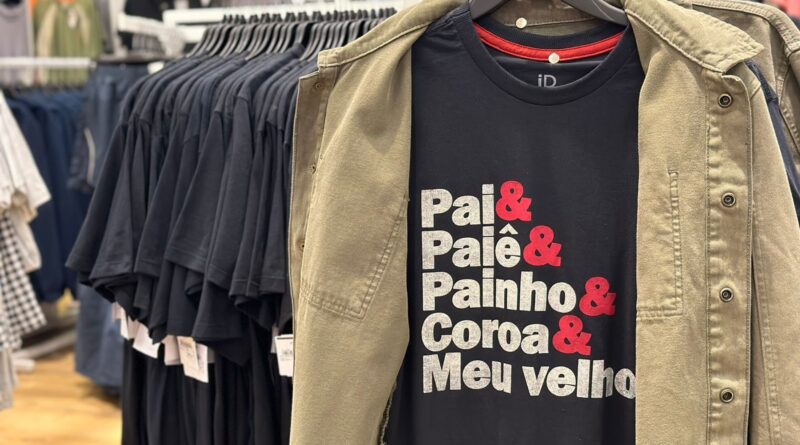 iD
Pai&
Paiê&
Painho&
Coroa&
Meu velho